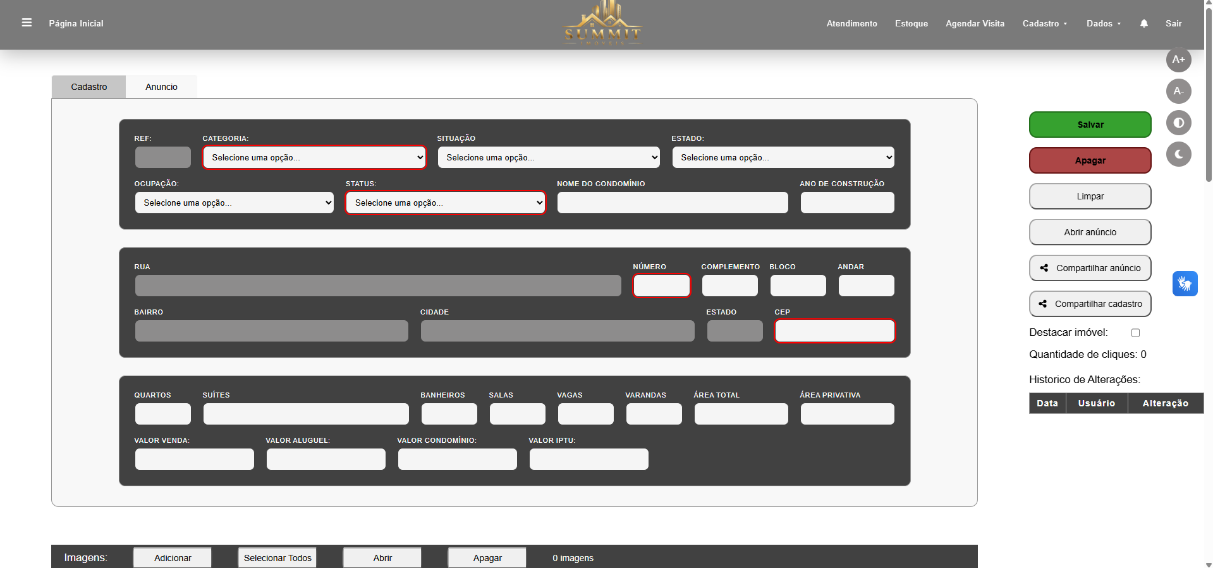 Página Inicial
SUMMIT
Atendimento Estoque Agendar Visita Cadastro Dados Sair
A+
A-
Cadastro Anuncio
REF: CATEGORIA: SITUAÇÃO ESTADO:
Selecione uma opção... Selecione uma opção... Selecione uma opção...
OCUPAÇÃO: STATUS: NOME DO CONDOMÍNIO ANO DE CONSTRUÇÃO
Selecione uma opção... Selecione uma opção...
RUA NÚMERO COMPLEMENTO BLOCO ANDAR
BAIRRO CIDADE ESTADO CEP
QUARTOS SUÍTES BANHEIROS SALAS VAGAS VARANDAS ÁREA TOTAL ÁREA PRIVATIVA
VALOR VENDA: VALOR ALUGUEL: VALOR CONDOMÍNIO: VALOR IPTU:
Salvar
Apagar
Limpar
Abrir anúncio
Compartilhar anúncio
Compartilhar cadastro
Destacar imóvel:
Quantidade de cliques: 0
Historico de Alterações:
Data Usuário Alteração
Imagens: Adicionar Selecionar Todos Abrir Apagar 0 imagens